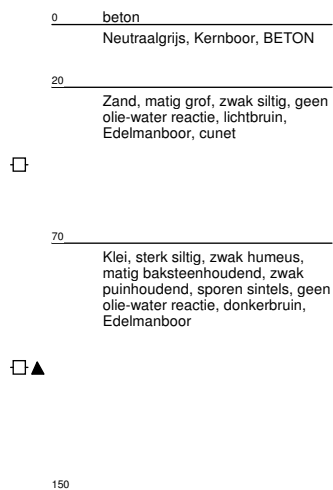 0 beton
Neutraalgrijs, Kernboor, BETON
20
Zand, matig grof, zwak siltig, geen
olie-water reactie, lichtbruin,
Edelmanboor, cunet
70
Klei, sterk siltig, zwak humeus,
matig baksteenhoudend, zwak
puinhoudend, sporen sintels, geen
olie-water reactie, donkerbruin,
Edelmanboor
150